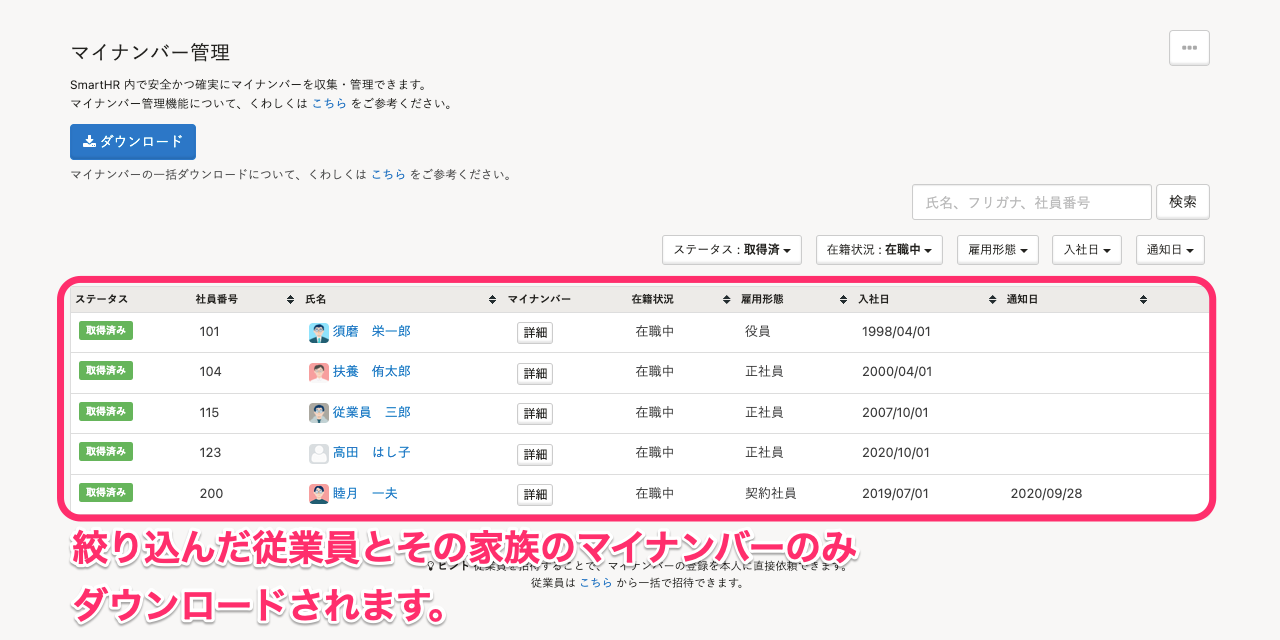 マイナンバー管理
•••
SmartHR 内で安全かつ確実にマイナンバーを収集・管理できます。
マイナンバー管理機能について、くわしくは こちら をご参考ください。
ダウンロード
マイナンバーの一括ダウンロードについて、くわしくは こちら をご参考ください。
氏名、フリガナ、社員番号 検索
ステータス : 取得済 在籍状況 : 在職中 雇用形態 入社日 通知日
ステータス 社員番号 氏名 マイナンバー 在籍状況 雇用形態 入社日 通知日
取得済み 101 須磨 栄一郎 詳細 在職中 役員 1998/04/01
取得済み 104 扶養 侑太郎 詳細 在職中 正社員 2000/04/01
取得済み 115 従業員 三郎 詳細 在職中 正社員 2007/10/01
取得済み 123 高田 はし子 詳細 在職中 正社員 2020/10/01
取得済み 200 睦月 一夫 詳細 在職中 契約社員 2019/07/01 2020/09/28
絞り込んだ従業員とその家族のマイナンバーのみ
ダウンロードされます。
ヒント 従業員を招待することで、マイナンバーの登録を本人に直接依頼できます。
従業員は こちら から一括で招待できます。